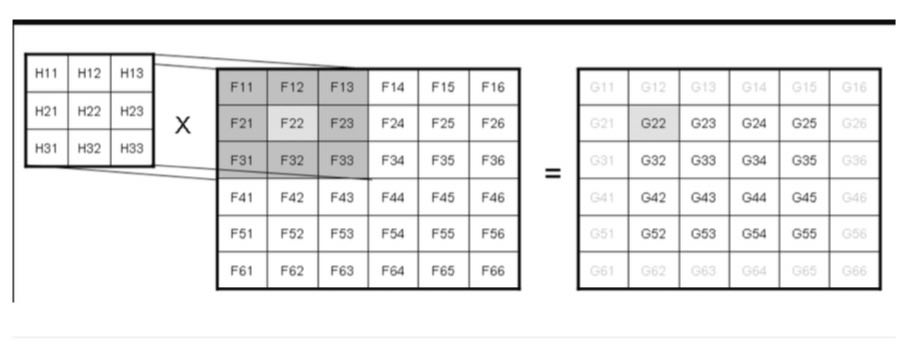 H11 H12 H13
H21 H22 H23
H31 H32 H33
X
F11 F12 F13 F14 F15 F16
F21 F22 F23 F24 F25 F26
F31 F32 F33 F34 F35 F36
F41 F42 F43 F44 F45 F46
F51 F52 F53 F54 F55 F56
F61 F62 F63 F64 F65 F66
=
G11 G12 G13 G14 G15 G16
G21 G22 G23 G24 G25 G26
G31 G32 G33 G34 G35 G36
G41 G42 G43 G44 G45 G46
G51 G52 G53 G54 G55 G56
G61 G62 G63 G64 G65 G66